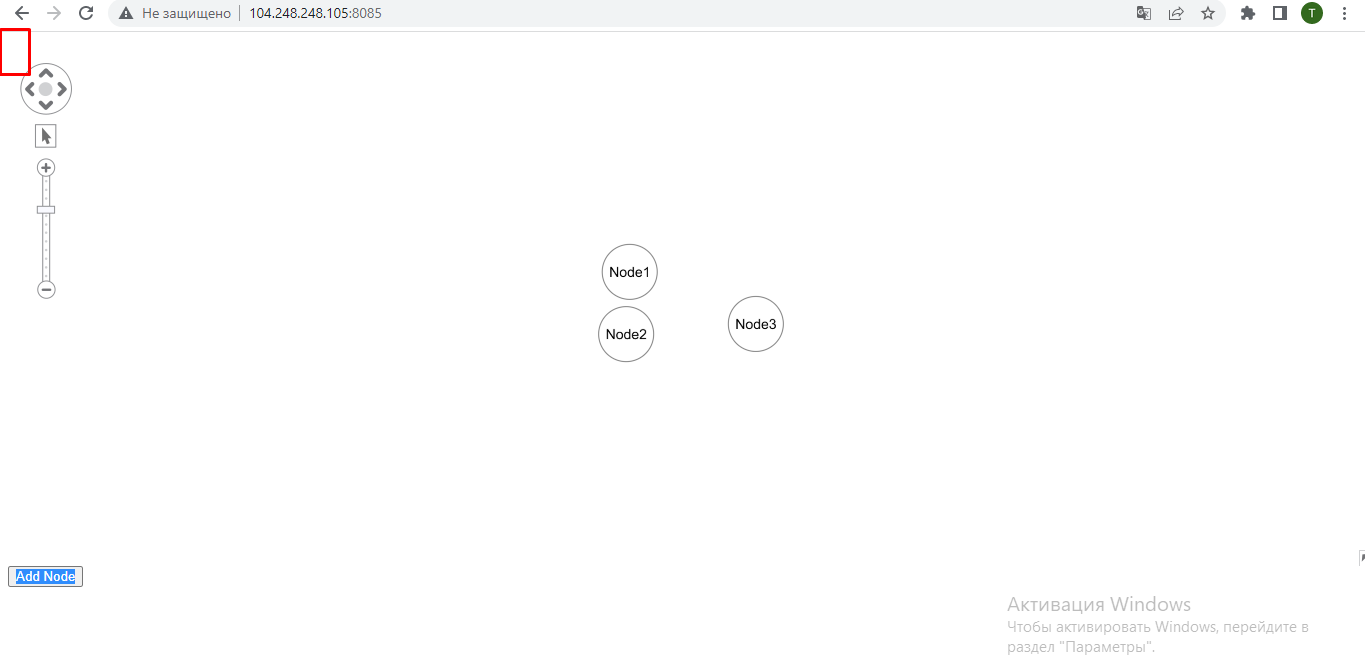 Не защищено
104.248.248.105:8085
T
Node1
Node2
Node3
Add Node
Активация Windows
Чтобы активировать Windows, перейдите в
раздел "Параметры".